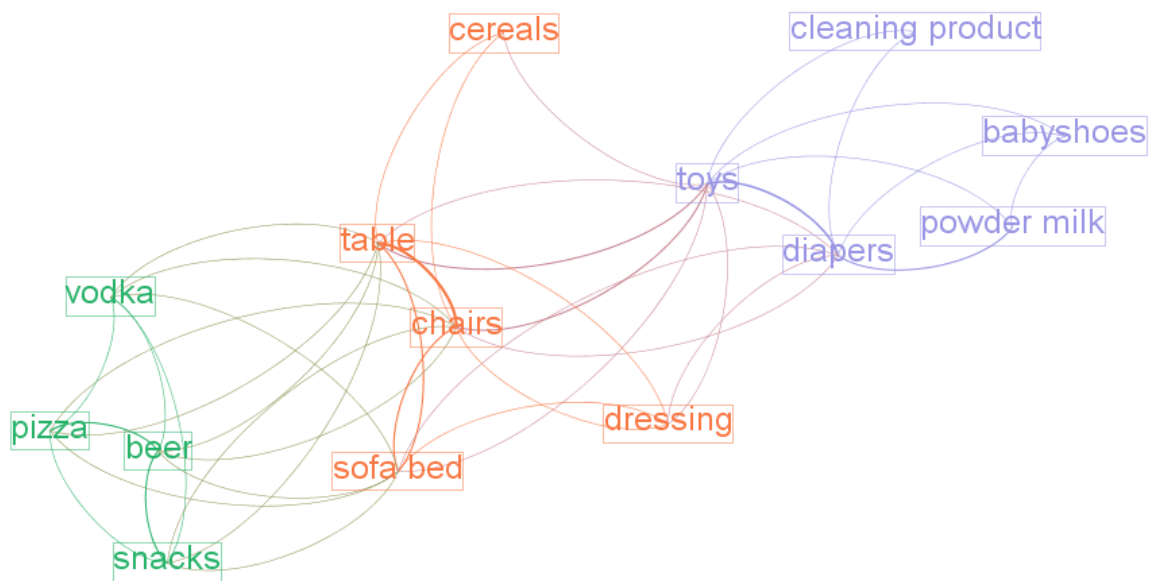 cereals
cleaning product
babyshoes
toys
powder milk
table
diapers
vodka
chairs
dressing
pizza
beer
sofa bed
snacks